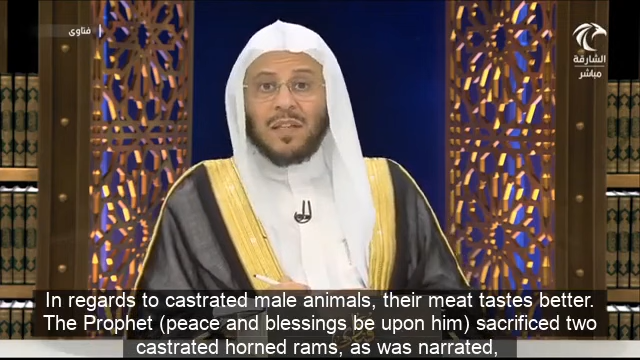 فتاوى
الشارقة
مباشر
In regards to castrated male animals, their meat tastes better.
The Prophet (peace and blessings be upon him) sacrificed two
castrated horned rams, as was narrated,